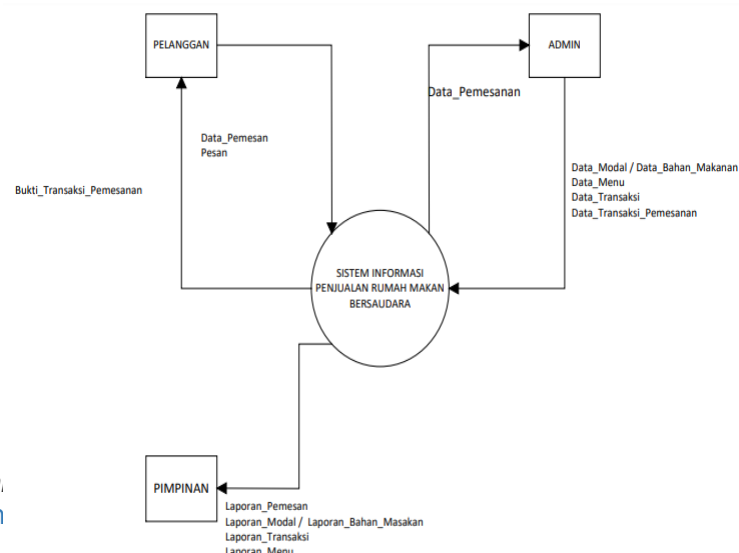 PELANGGAN
ADMIN
Data_Pemesanan
Data_Pemesan
Pesan
Bukti_Transaksi_Pemesanan
Data_Modal / Data_Bahan_Makanan
Data_Menu
Data_Transaksi
Data_Transaksi_Pemesanan
SISTEM INFORMASI
PENJUALAN RUMAH MAKAN
BERSAUDARA
PIMPINAN
Laporan_Pemesan
Laporan_Modal / Laporan_Bahan_Masakan
Laporan_Transaksi
Laporan_Menu